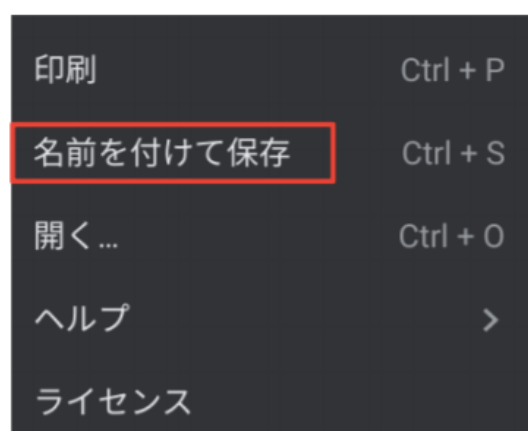 印刷 Ctrl + P
名前を付けて保存 Ctrl + S
開く... Ctrl + O
ヘルプ >
ライセンス